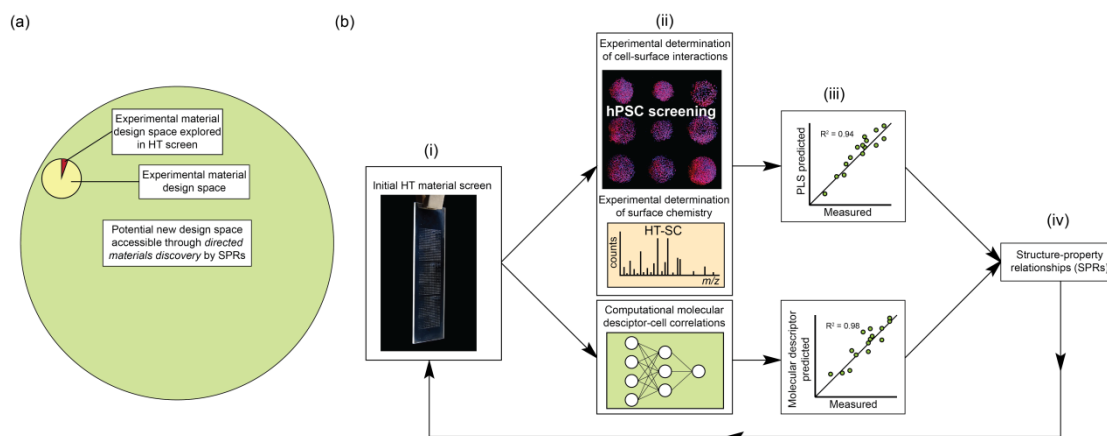 (a)
Experimental material
design space explored
in HT screen
Experimental material
design space
Potential new design space
accessible through directed
materials discovery by SPRs
(b)
(i)
Initial HT material screen
(ii)
Experimental determination
of cell-surface interactions
hPSC screening
Experimental determination
of surface chemistry
HT-SC
counts
m/z
Computational molecular
desciptor-cell correlations
(iii)
R² = 0.94
PLS predicted
Measured
R² = 0.98
Molecular descriptor
predicted
Measured
(iv)
Structure-property
relationships (SPRs)